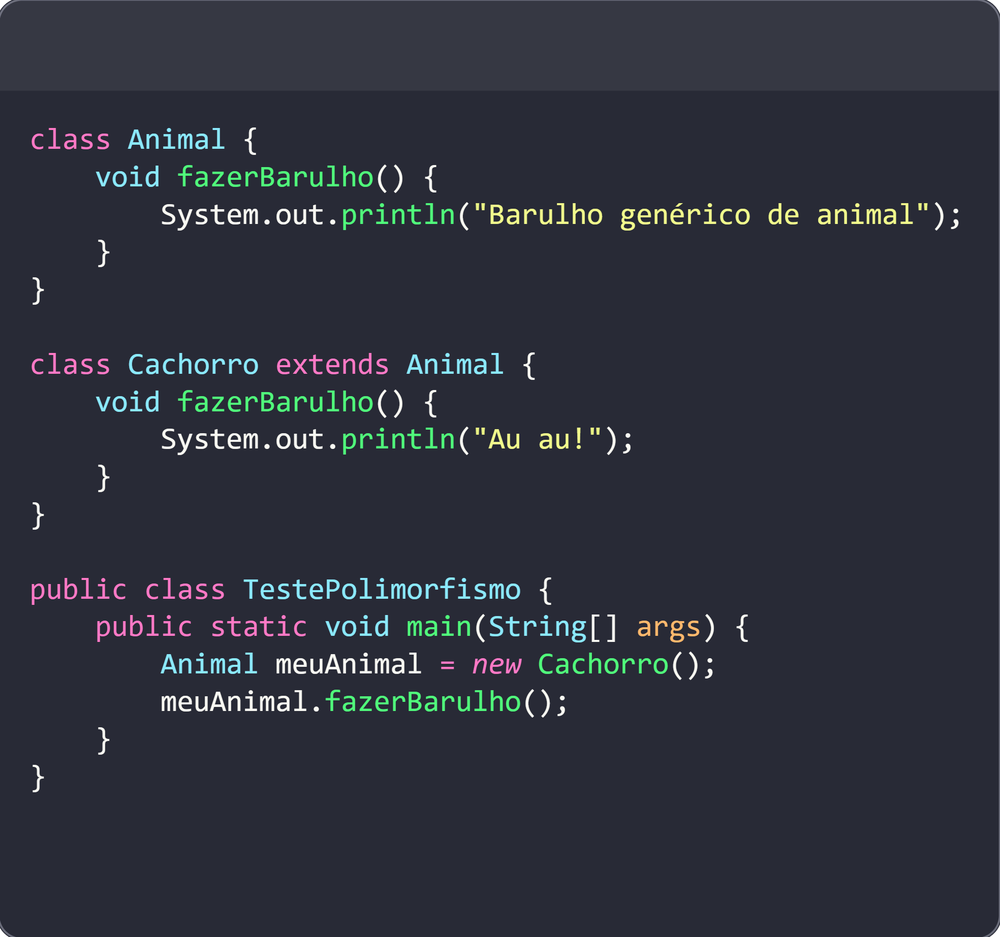 class Animal {
    void fazerBarulho() {
        System.out.println("Barulho genérico de animal");
    }
}

class Cachorro extends Animal {
    void fazerBarulho() {
        System.out.println("Au au!");
    }
}

public class TestePolimorfismo {
    public static void main(String[] args) {
        Animal meuAnimal = new Cachorro();
        meuAnimal.fazerBarulho();
    }
}